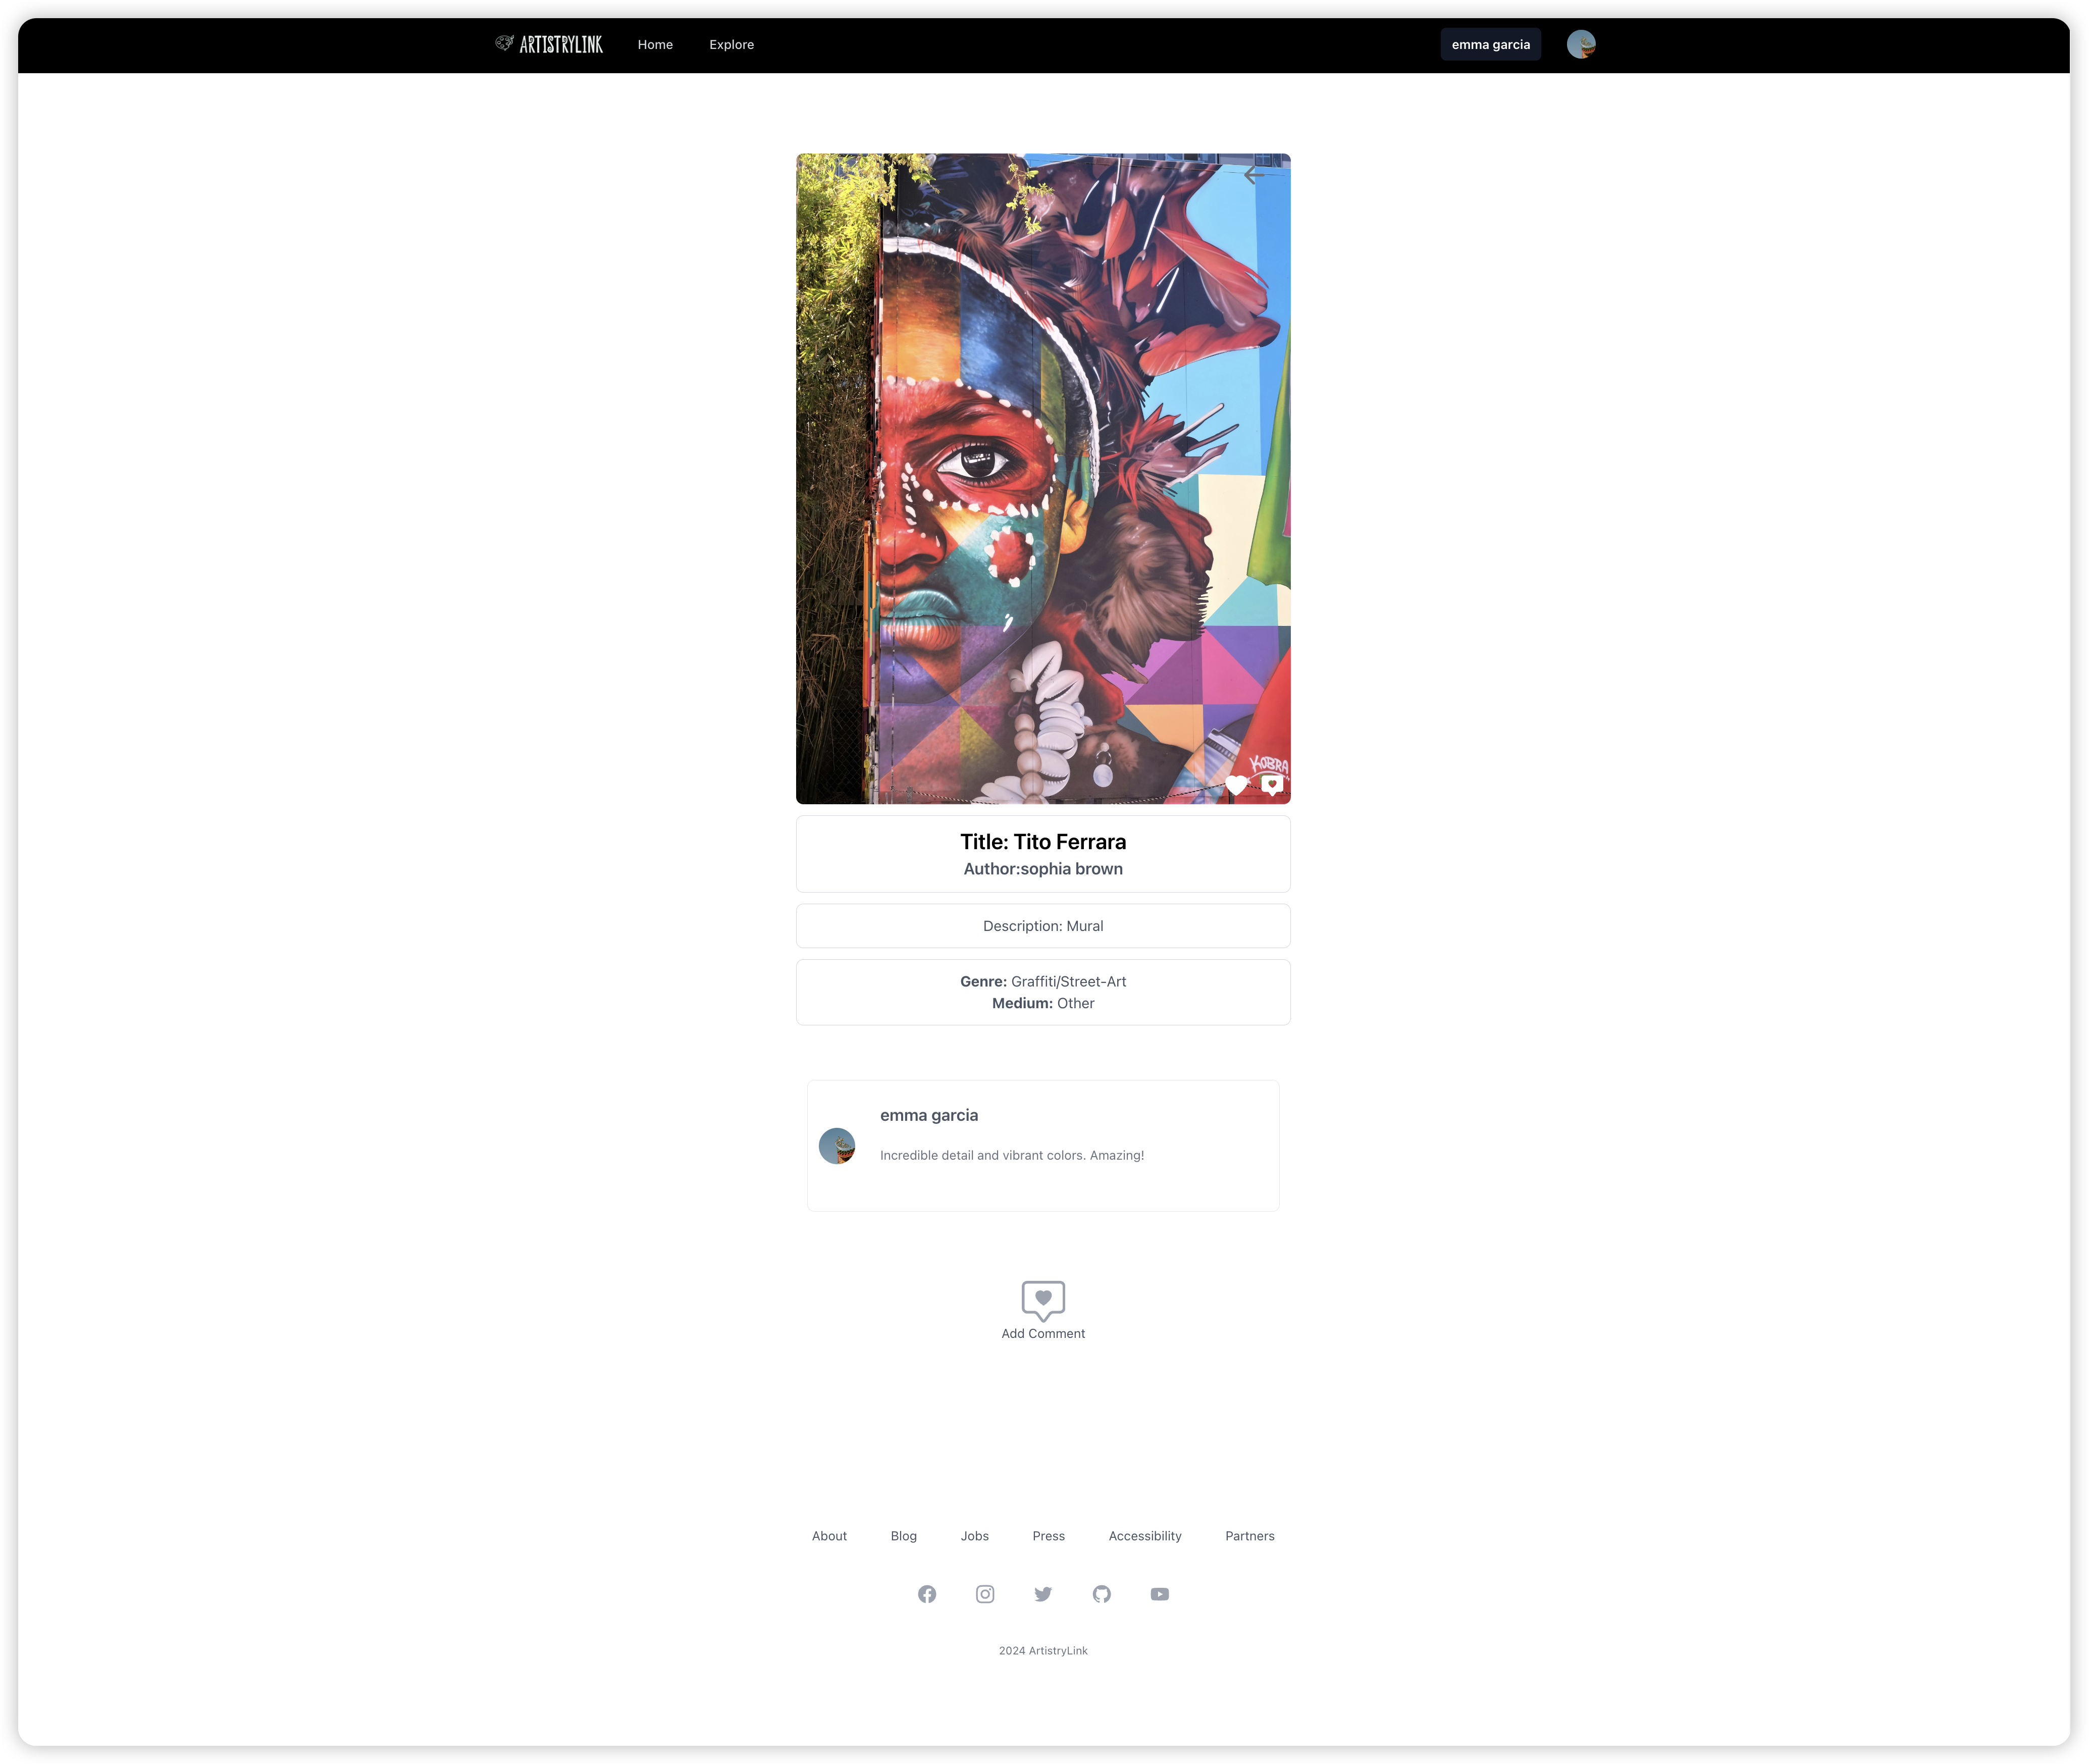 ARTISTRYLINK
Home
Explore
emma garcia
KOBRA
Title: Tito Ferrara
Author:sophia brown
Description: Mural
Genre: Graffiti/Street-Art
Medium: Other
emma garcia
Incredible detail and vibrant colors. Amazing!
Add Comment
About
Blog
Jobs
Press
Accessibility
Partners
2024 ArtistryLink